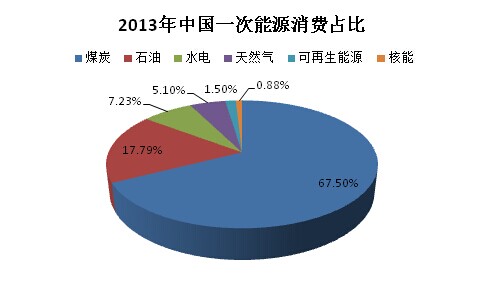 2013年中国一次能源消费占比
煤炭 石油 水电 天然气 可再生能源 核能
5.10% 1.50% 0.88%
7.23%
17.79%
67.50%